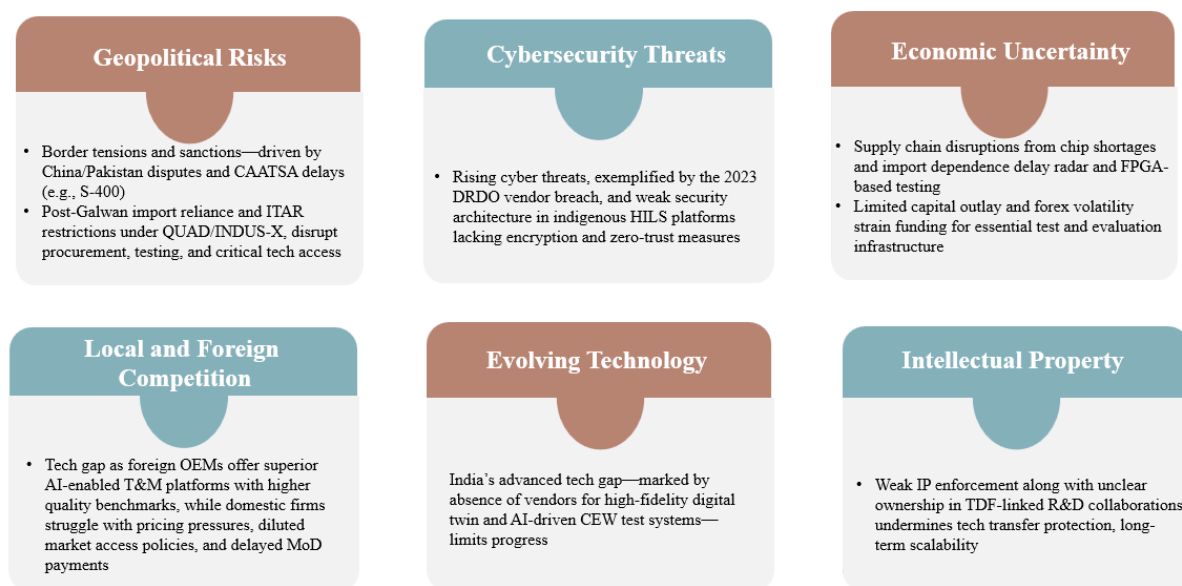 Geopolitical Risks
• Border tensions and sanctions—driven by
China/Pakistan disputes and CAATSA delays
(e.g., S-400)
• Post-Galwan import reliance and ITAR
restrictions under QUAD/INDUS-X, disrupt
procurement, testing, and critical tech access
Cybersecurity Threats
• Rising cyber threats, exemplified by the 2023
DRDO vendor breach, and weak security
architecture in indigenous HILS platforms
lacking encryption and zero-trust measures
Economic Uncertainty
• Supply chain disruptions from chip shortages
and import dependence delay radar and FPGA-
based testing
• Limited capital outlay and forex volatility
strain funding for essential test and evaluation
infrastructure
Local and Foreign
Competition
• Tech gap as foreign OEMs offer superior
AI-enabled T&M platforms with higher
quality benchmarks, while domestic firms
struggle with pricing pressures, diluted
market access policies, and delayed MoD
payments
Evolving Technology
India’s advanced tech gap—marked by
absence of vendors for high-fidelity digital
twin and AI-driven CEW test systems—
limits progress
Intellectual Property
• Weak IP enforcement along with unclear
ownership in TDF-linked R&D collaborations
undermines tech transfer protection, long-
term scalability